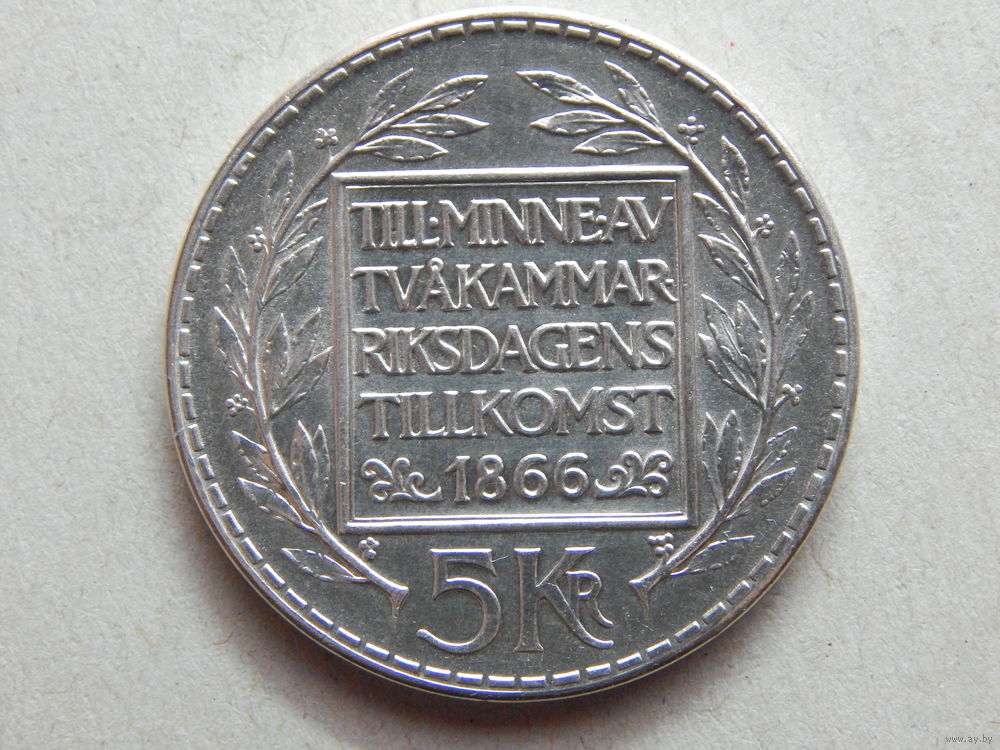 TILL·MINNE·AV
TVÅKAMMAR-
RIKSDAGENS
TILLKOMST
1866
5 KR
www.ay.by